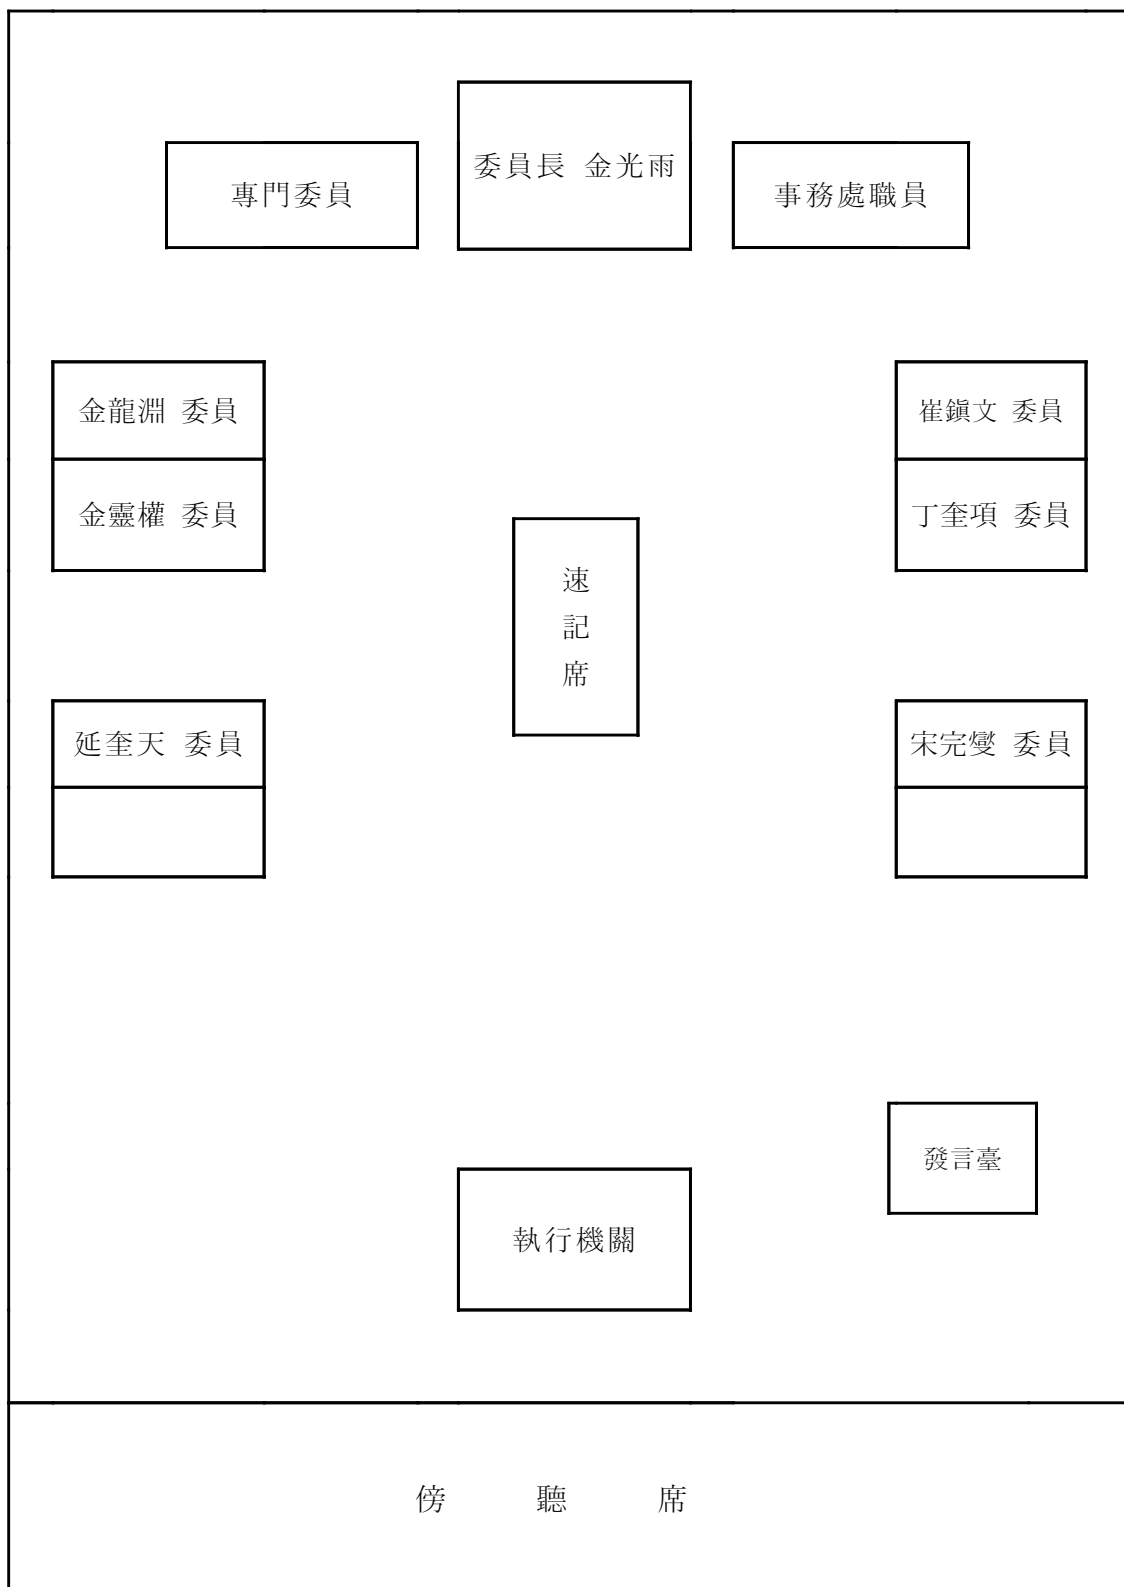 委員長 金光雨
專門委員
事務處職員
金龍淵 委員
崔鎭文 委員
金靈權 委員
丁奎項 委員
速
記
席
延奎天 委員
宋完燮 委員
發言臺
執行機關
傍 聽 席